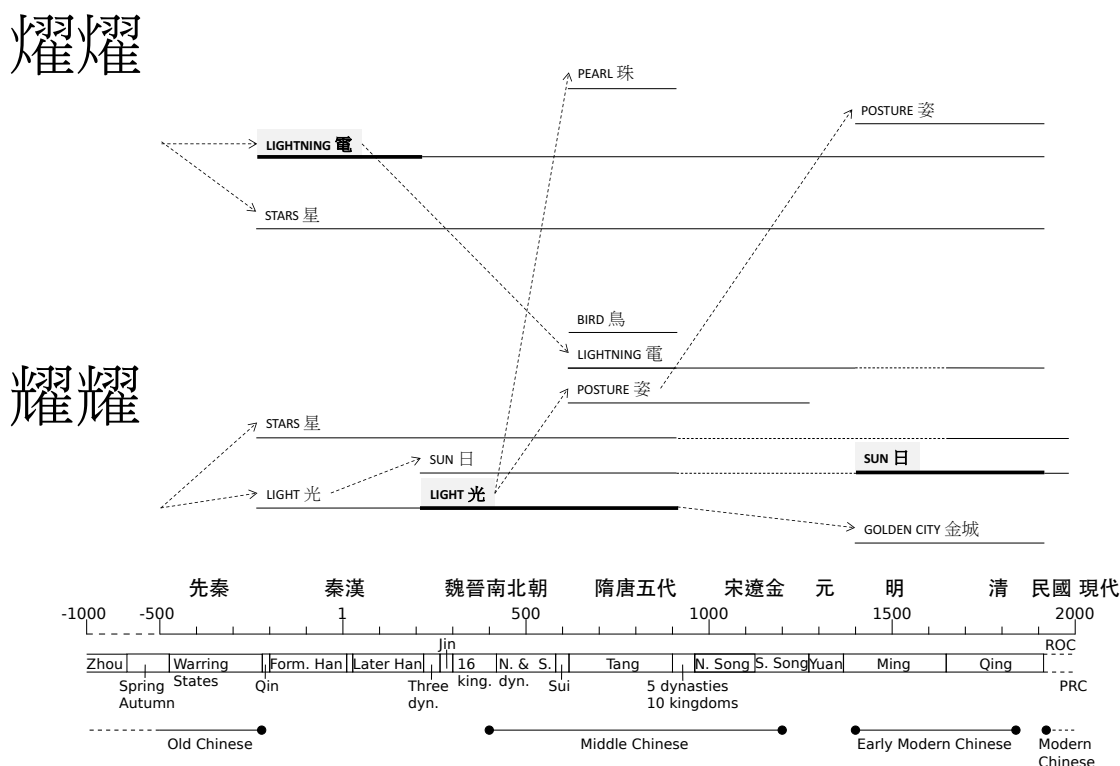 燿燿
PEARL 珠
POSTURE 姿
LIGHTNING 電
STARS 星
BIRD 鳥
LIGHTNING 電
耀耀
POSTURE 姿
STARS 星
SUN 日
SUN 日
LIGHT 光
LIGHT 光
GOLDEN CITY 金城
先秦 秦漢 魏晉南北朝 隋唐五代 宋遼金 元 明 清 民國 現代
-1000 -500 1 500 1000 1500 2000
Jin ROC
Zhou Warring States Form. Han Later Han 16 king. N. & S. dyn. Tang N. Song S. Song Yuan Ming Qing
Spring Autumn Qin Three dyn. Sui 5 dynasties 10 kingdoms PRC
Old Chinese Middle Chinese Early Modern Chinese Modern Chinese